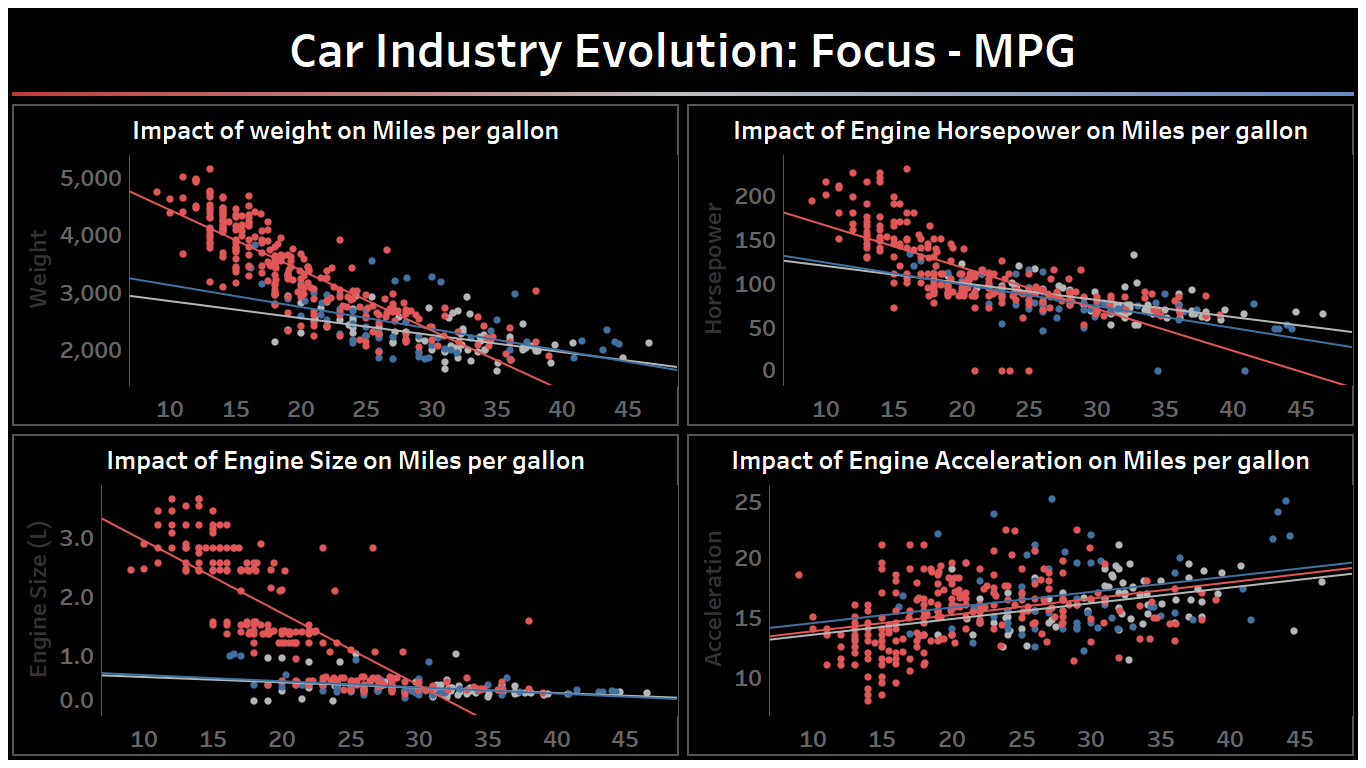 Car Industry Evolution: Focus - MPG
Impact of weight on Miles per gallon
Weight
5,000
4,000
3,000
2,000
10 15 20 25 30 35 40 45
Impact of Engine Horsepower on Miles per gallon
Horsepower
200
150
100
50
0
10 15 20 25 30 35 40 45
Impact of Engine Size on Miles per gallon
Engine Size (L)
3.0
2.0
1.0
0.0
10 15 20 25 30 35 40 45
Impact of Engine Acceleration on Miles per gallon
Acceleration
25
20
15
10
10 15 20 25 30 35 40 45